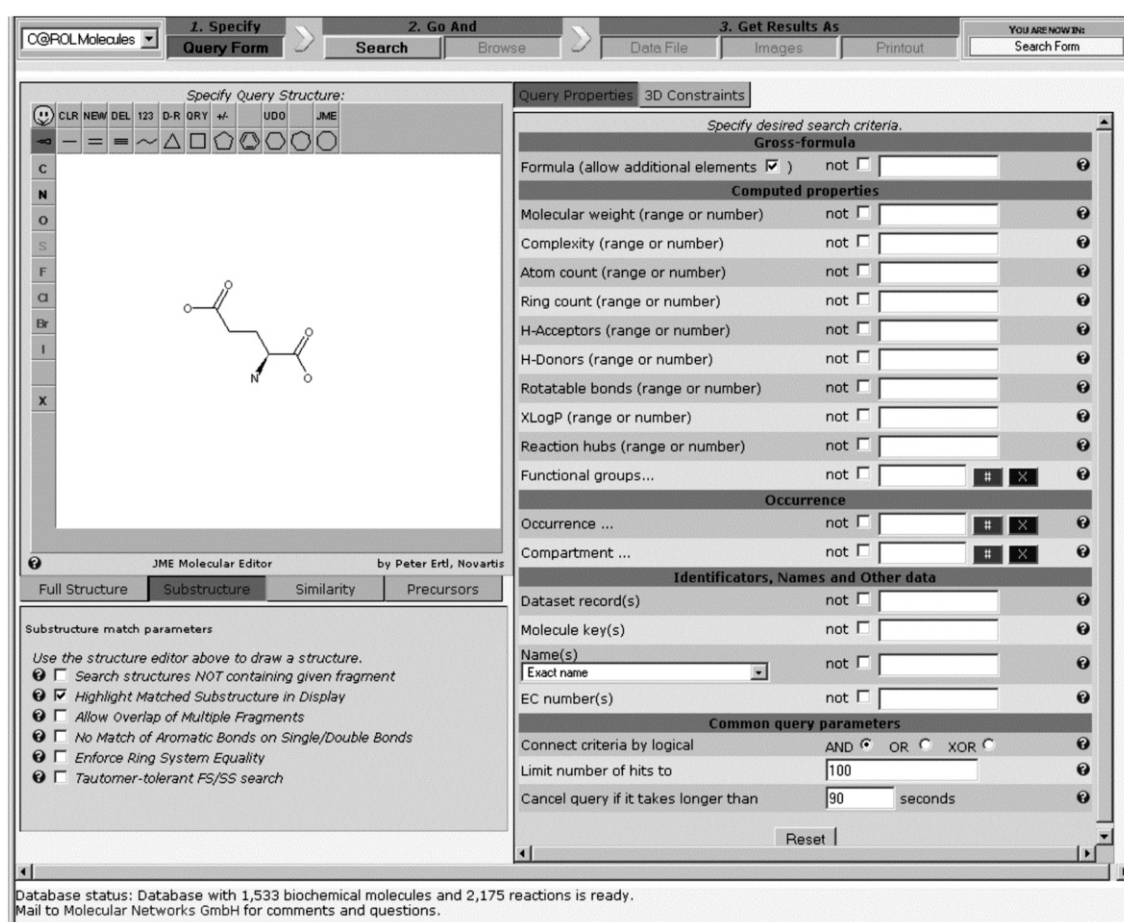 C@ROL Molecules
1. Specify
Query Form
2. Go And
Search Browse
3. Get Results As
Data File Images Printout
YOU ARE NOW IN:
Search Form
Specify Query Structure:
CLR NEW DEL 123 D-R QRY +/- UDO JME
C
N
O
S
F
Cl
Br
I
X
O
O
O
O
N
JME Molecular Editor by Peter Ertl, Novartis
Full Structure Substructure Similarity Precursors
Substructure match parameters
Use the structure editor above to draw a structure.
Search structures NOT containing given fragment
Highlight Matched Substructure in Display
Allow Overlap of Multiple Fragments
No Match of Aromatic Bonds on Single/Double Bonds
Enforce Ring System Equality
Tautomer-tolerant FS/SS search
Query Properties 3D Constraints
Specify desired search criteria.
Gross-formula
Formula (allow additional elements ) not
Computed properties
Molecular weight (range or number) not
Complexity (range or number) not
Atom count (range or number) not
Ring count (range or number) not
H-Acceptors (range or number) not
H-Donors (range or number) not
Rotatable bonds (range or number) not
XLogP (range or number) not
Reaction hubs (range or number) not
Functional groups... not # X
Occurrence
Occurrence ... not # X
Compartment ... not # X
Identificators, Names and Other data
Dataset record(s) not
Molecule key(s) not
Name(s)
Exact name not
EC number(s) not
Common query parameters
Connect criteria by logical AND OR XOR
Limit number of hits to 100
Cancel query if it takes longer than 90 seconds
Reset
Database status: Database with 1,533 biochemical molecules and 2,175 reactions is ready.
Mail to Molecular Networks GmbH for comments and questions.